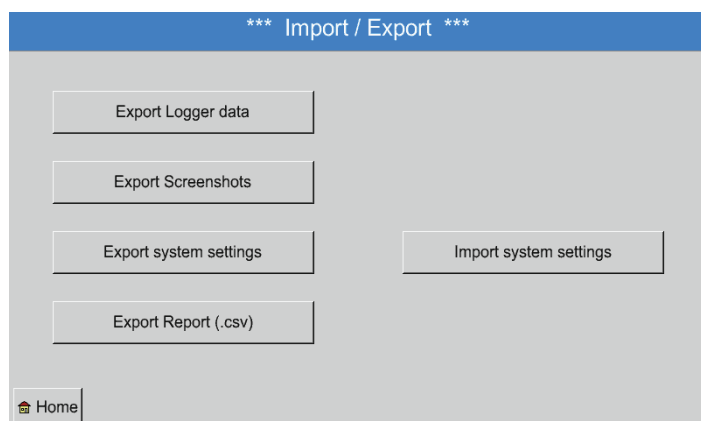 *** Import / Export ***
Export Logger data
Export Screenshots
Export system settings
Import system settings
Export Report (.csv)
Home